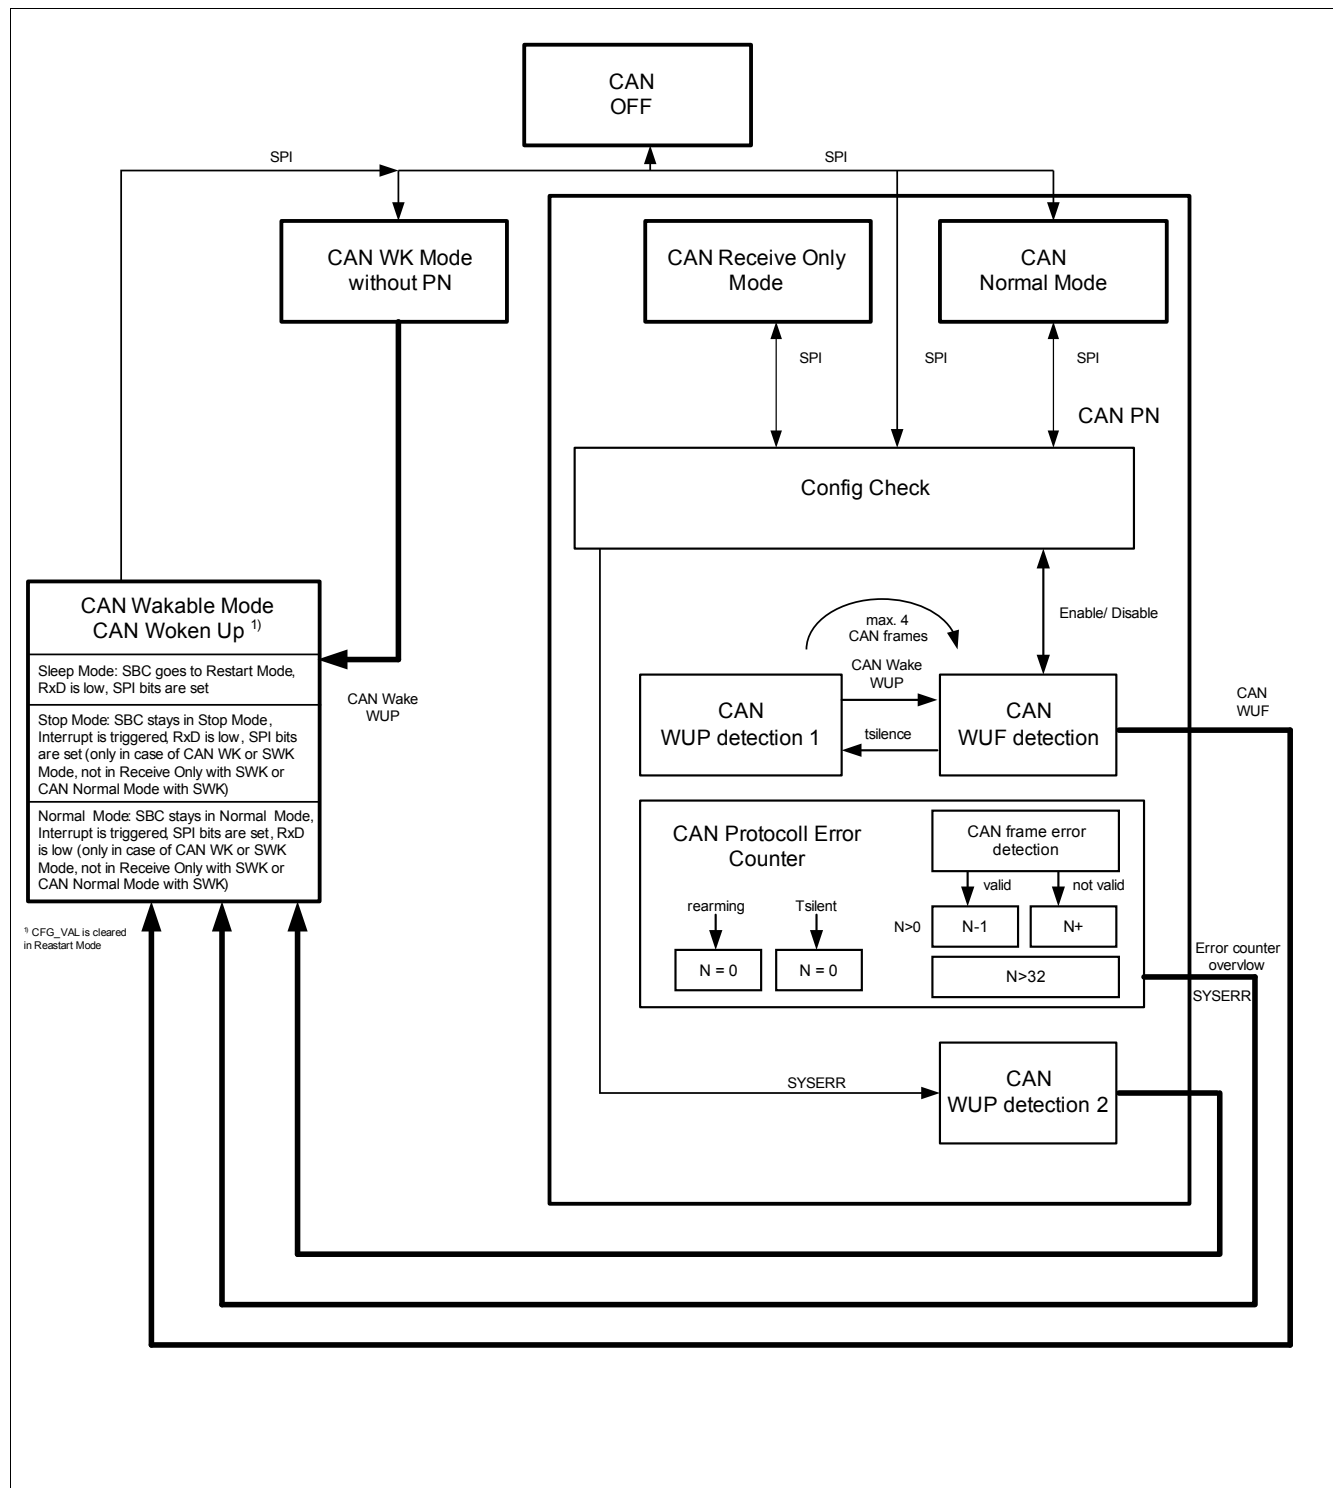 CAN
OFF
SPI
SPI
CAN WK Mode
without PN
CAN Receive Only
Mode
CAN
Normal Mode
SPI
SPI
SPI
CAN PN
Config Check
CAN Wakable Mode
CAN Woken Up 1)
Sleep Mode: SBC goes to Restart Mode,
RxD is low, SPI bits are set
Stop Mode: SBC stays in Stop Mode,
Interrupt is triggered, RxD is low, SPI bits
are set (only in case of CAN WK or SWK
Mode, not in Receive Only with SWK or
CAN Normal Mode with SWK)
Normal Mode: SBC stays in Normal Mode,
Interrupt is triggered, SPI bits are set, RxD
is low (only in case of CAN WK or SWK
Mode, not in Receive Only with SWK or
CAN Normal Mode with SWK)
1) CFG_VAL is cleared
in Reastart Mode
CAN Wake
WUP
max. 4
CAN frames
Enable/ Disable
CAN Wake
WUP
CAN
WUP detection 1
tsilence
CAN
WUF detection
CAN
WUF
CAN Protocoll Error
Counter
CAN frame error
detection
valid
not valid
rearming
Tsilent
N>0
N-1
N+
N = 0
N = 0
N>32
Error counter
overvlow
SYSERR
SYSERR
CAN
WUP detection 2